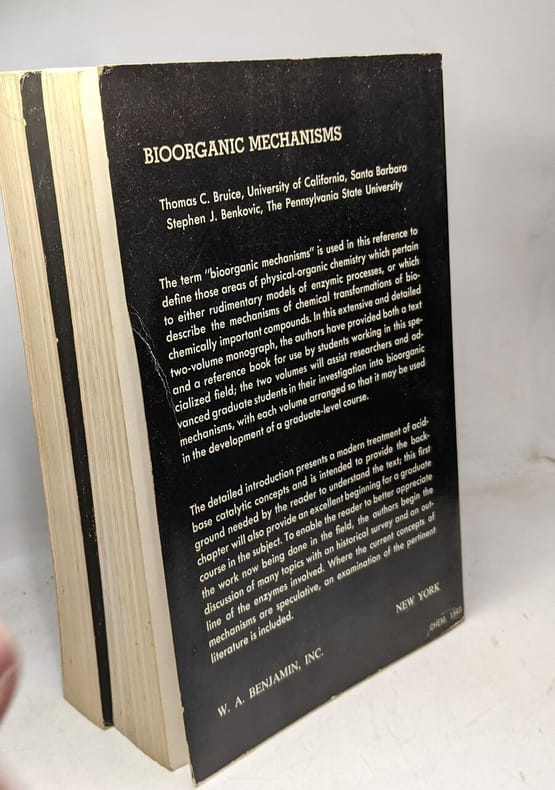 BIOORGANIC MECHANISMS
Thomas C. Bruice, University of California, Santa Barbara
Stephen J. Benkovic, The Pennsylvania State University
The term "bioorganic mechanisms" is used in this reference to
define those areas of physical-organic chemistry which pertain
to either rudimentary models of enzymic processes, or which
describe the mechanisms of chemical transformations of bio-
chemically important compounds. In this extensive and detailed
two-volume monograph, the authors have provided both a text
and a reference book for use by students working in this spe-
cialized field; the two volumes will assist researchers and ad-
vanced graduate students in their investigation into bioorganic
mechanisms, with each volume arranged so that it may be used
in the development of a graduate-level course.
The detailed introduction presents a modern treatment of acid-
base catalytic concepts and is intended to provide the back-
ground needed by the reader to understand the text; this first
chapter will also provide an excellent beginning for a graduate
course in the subject. To enable the reader to better appreciate
the work now being done in the field, the authors begin the
discussion of many topics with an historical survey and an out-
line of the enzymes involved. Where the current concepts of
mechanisms are speculative, an examination of the pertinent
literature is included.
W. A. BENJAMIN, INC. NEW YORK
CHEM.